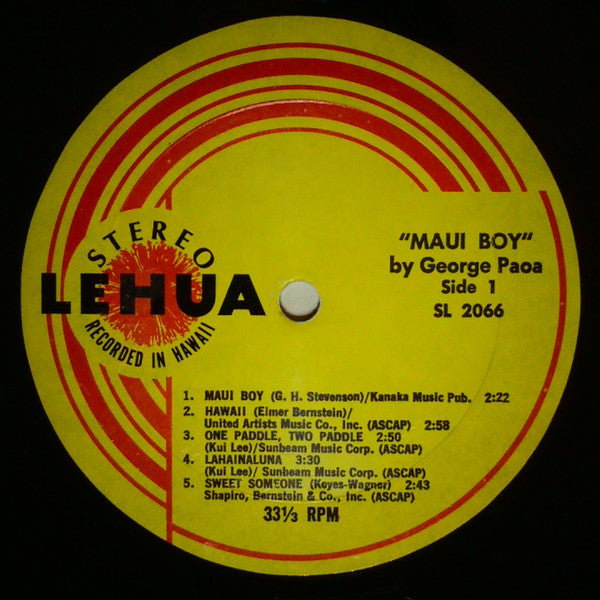 STEREO
LEHUA
RECORDED IN HAWAII
"MAUI BOY"
by George Paoa
Side 1
SL 2066
1. MAUI BOY (G. H. Stevenson)/Kanaka Music Pub. 2:22
2. HAWAII (Elmer Bernstein)/
United Artists Music Co., Inc. (ASCAP) 2:58
3. ONE PADDLE, TWO PADDLE 2:50
(Kui Lee)/Sunbeam Music Corp. (ASCAP)
4. LAHAINALUNA 3:30
(Kui Lee)/ Sunbeam Music Corp. (ASCAP)
5. SWEET SOMEONE (Keyes-Wagner) 2:43
Shapiro, Bernstein & Co., Inc. (ASCAP)
33⅓ RPM